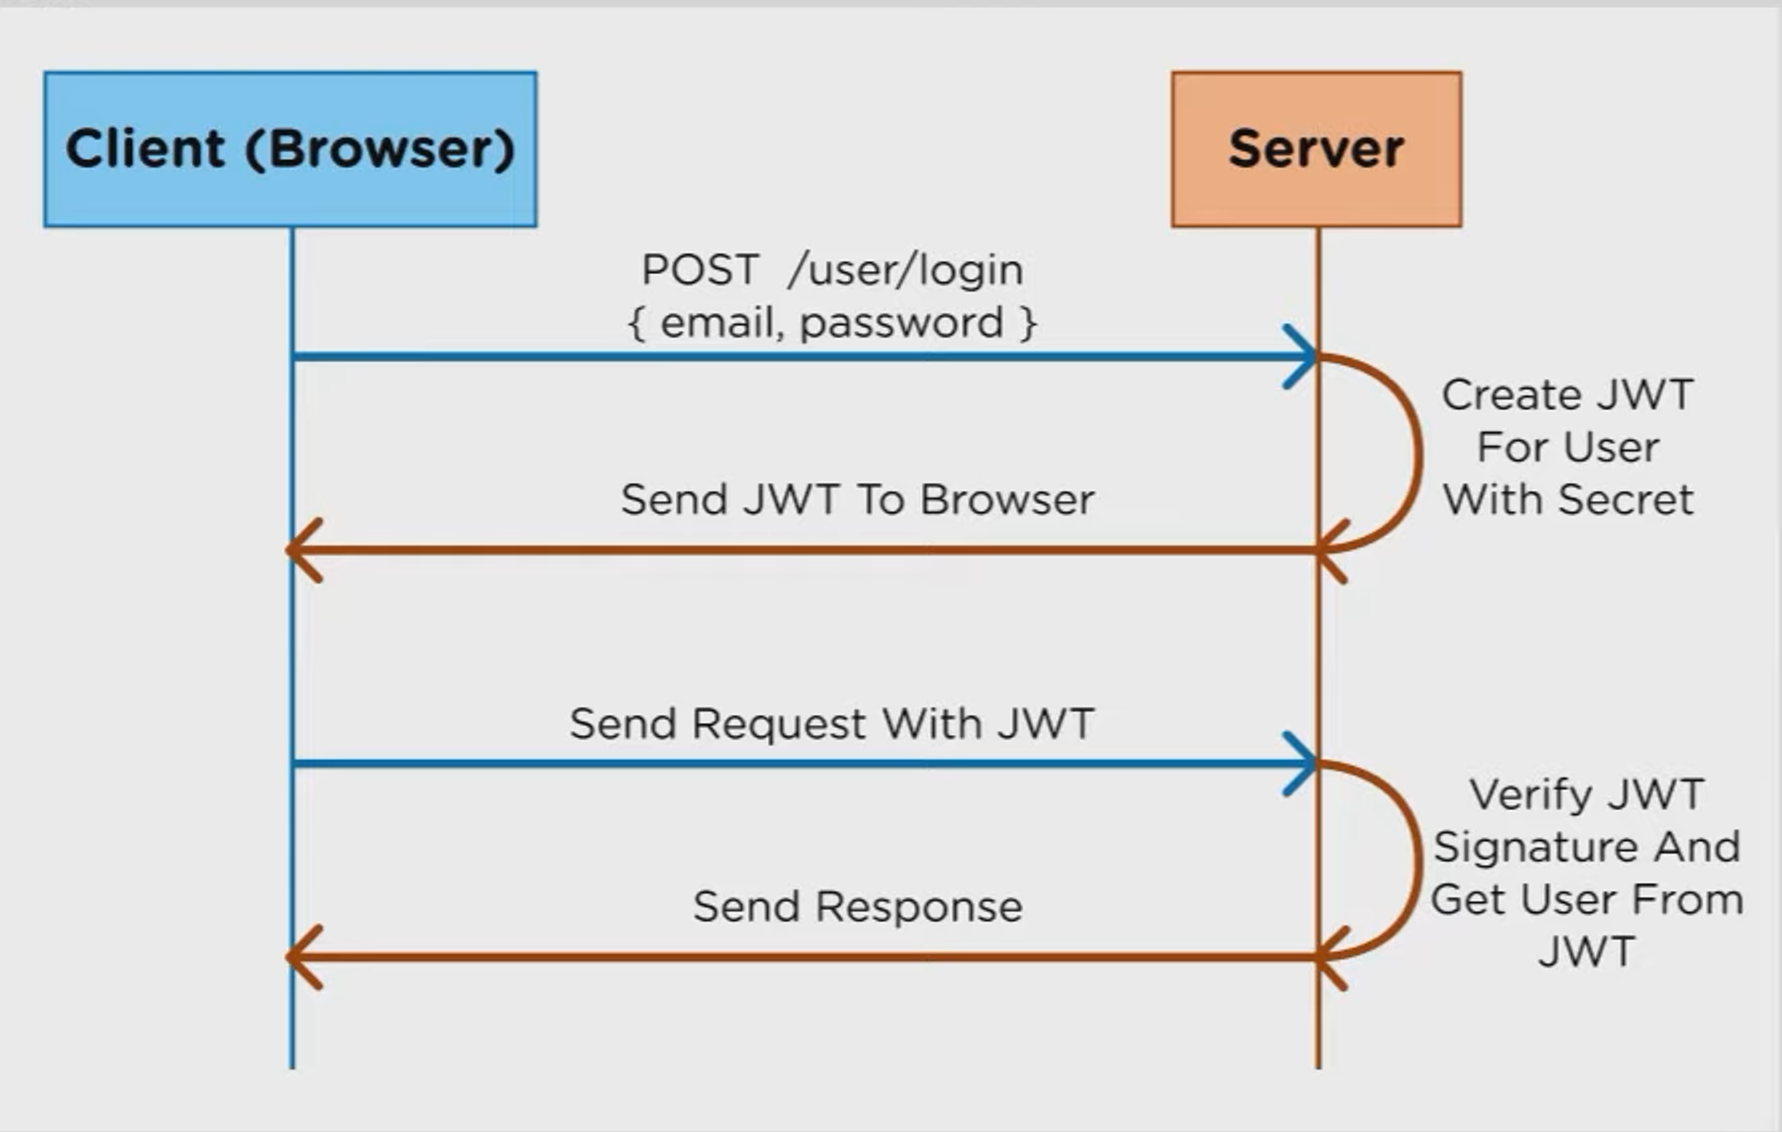 Client (Browser)
Server
POST /user/login
{ email, password }
Create JWT
For User
With Secret
Send JWT To Browser
Send Request With JWT
Verify JWT
Signature And
Get User From
JWT
Send Response